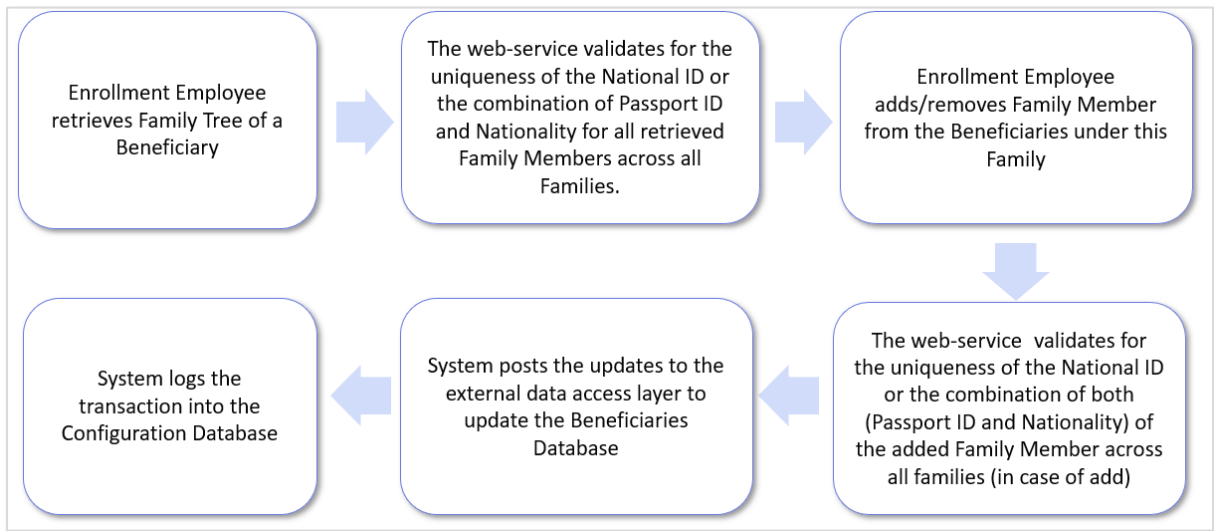 Enrollment Employee
retrieves Family Tree of a
Beneficiary
The web-service validates for the
uniqueness of the National ID or
the combination of Passport ID
and Nationality for all retrieved
Family Members across all
Families.
Enrollment Employee
adds/removes Family Member
from the Beneficiaries under this
Family
The web-service  validates for
the uniqueness of the National ID
or the combination of both
(Passport ID and Nationality) of
the added Family Member across
all families (in case of add)
System posts the updates to the
external data access layer to
update the Beneficiaries
Database
System logs the
transaction into the
Configuration Database